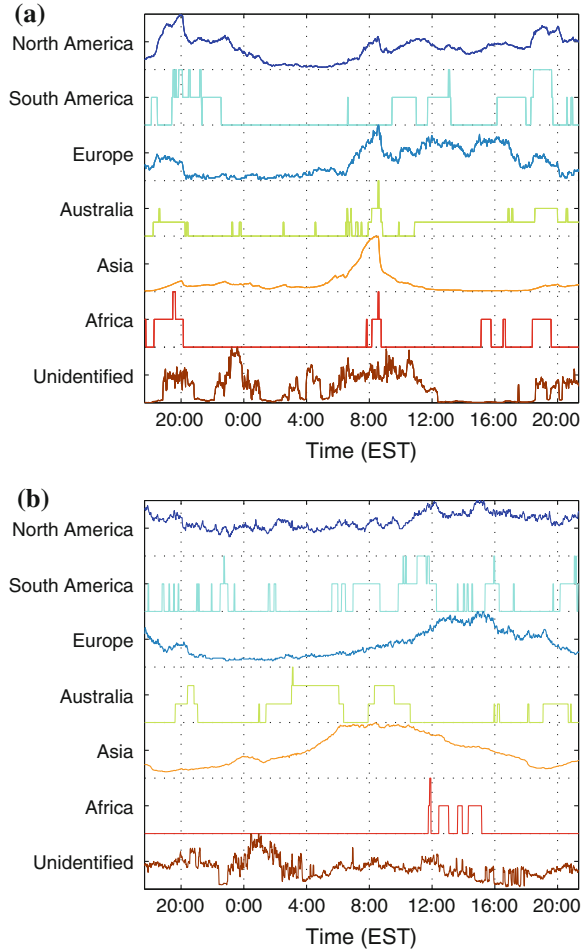 (a)
North America
South America
Europe
Australia
Asia
Africa
Unidentified
20:00 0:00 4:00 8:00 12:00 16:00 20:00
Time (EST)
(b)
North America
South America
Europe
Australia
Asia
Africa
Unidentified
20:00 0:00 4:00 8:00 12:00 16:00 20:00
Time (EST)